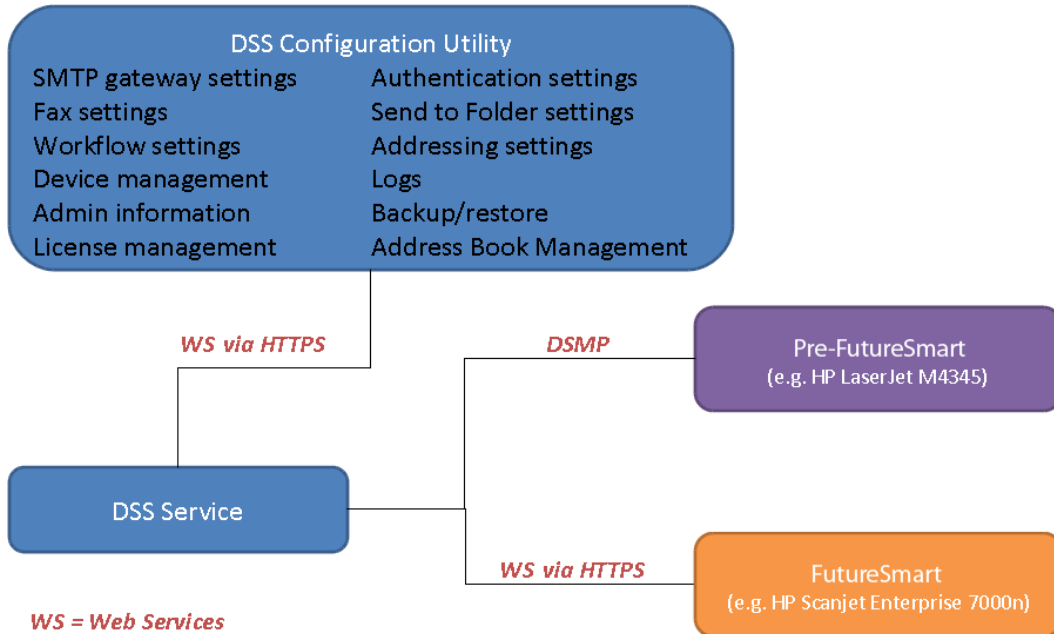 DSS Configuration Utility
SMTP gateway settings
Fax settings
Workflow settings
Device management
Admin information
License management
Authentication settings
Send to Folder settings
Addressing settings
Logs
Backup/restore
Address Book Management
WS via HTTPS
DSMP
Pre-FutureSmart
(e.g. HP LaserJet M4345)
DSS Service
WS via HTTPS
FutureSmart
(e.g. HP Scanjet Enterprise 7000n)
WS = Web Services